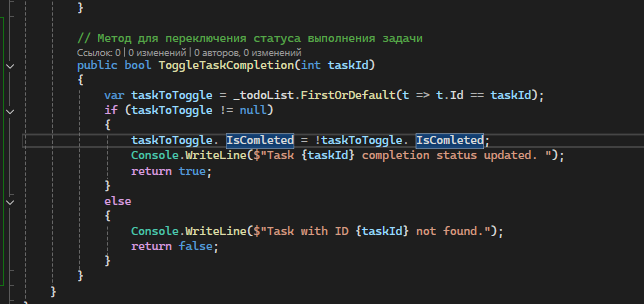 }
// Метод для переключения статуса выполнения задачи
Ссылок: 0 | 0 изменений | 0 авторов, 0 изменений
public bool ToggleTaskCompletion(int taskId)
{
var taskToToggle = _todoList.FirstOrDefault(t => t.Id == taskId);
if (taskToToggle != null)
{
taskToToggle. IsComleted = !taskToToggle. IsComleted;
Console.WriteLine($"Task {taskId} completion status updated. ");
return true;
}
else
{
Console.WriteLine($"Task with ID {taskId} not found.");
return false;
}
}
}